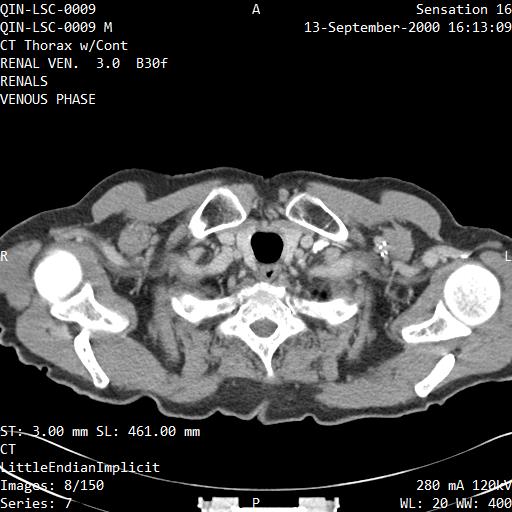 QIN-LSC-0009
A
Sensation 16
QIN-LSC-0009 M
13-September-2000 16:13:09
CT Thorax w/Cont
RENAL VEN.  3.0  B30f
RENALS
VENOUS PHASE
R
L
ST: 3.00 mm SL: 461.00 mm
CT
LittleEndianImplicit
Images: 8/150
280 mA 120kV
Series: 7
P
WL: 20 WW: 400